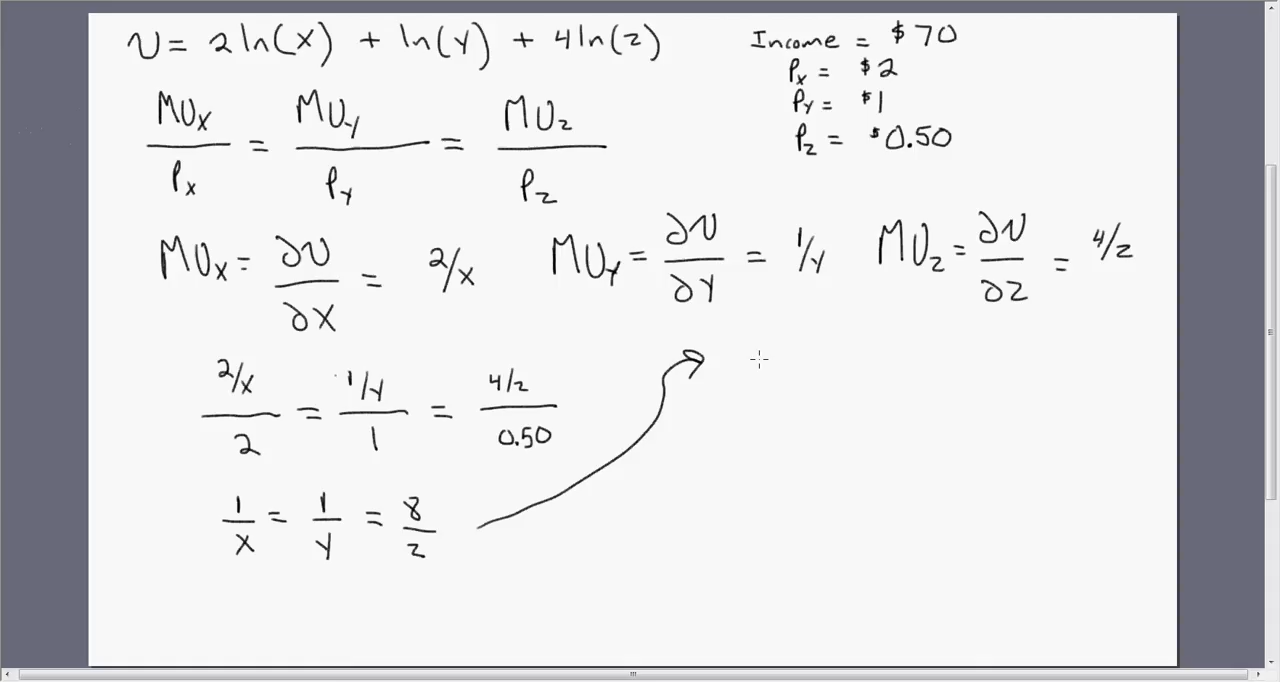 U = 2ln(X) + ln(Y) + 4ln(Z)
Income = $70
Px = $2
PY = $1
Pz = $0.50
MUx/Px = MUY/PY = MUz/Pz
MUx = ∂U/∂X = 2/X
MUY = ∂U/∂Y = 1/Y
MUz = ∂U/∂Z = 4/Z
2/X / 2 = 1/Y / 1 = 4/Z / 0.50
1/X = 1/Y = 8/Z